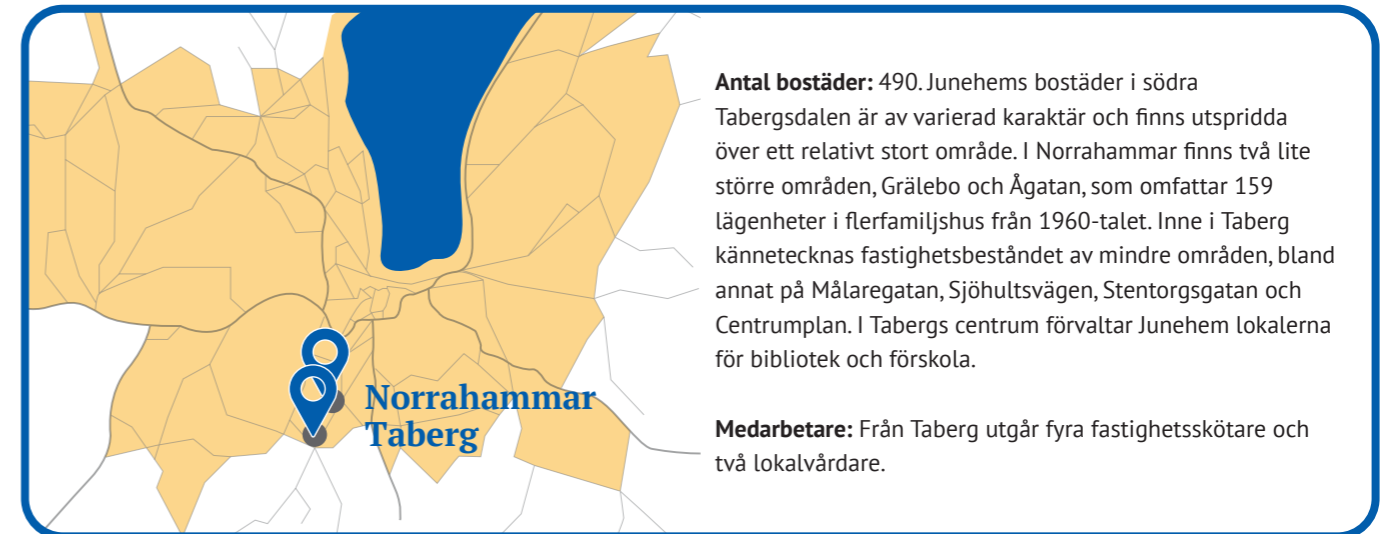 Norrahammar
Taberg
Antal bostäder: 490. Junehems bostäder i södra
Tabergsdalen är av varierad karaktär och finns utspridda
över ett relativt stort område. I Norrahammar finns två lite
större områden, Grälebo och Ågatan, som omfattar 159
lägenheter i flerfamiljshus från 1960-talet. Inne i Taberg
kännetecknas fastighetsbeståndet av mindre områden, bland
annat på Målaregatan, Sjöhultsvägen, Stentorgsgatan och
Centrumplan. I Tabergs centrum förvaltar Junehem lokalerna
för bibliotek och förskola.
Medarbetare: Från Taberg utgår fyra fastighetsskötare och
två lokalvårdare.